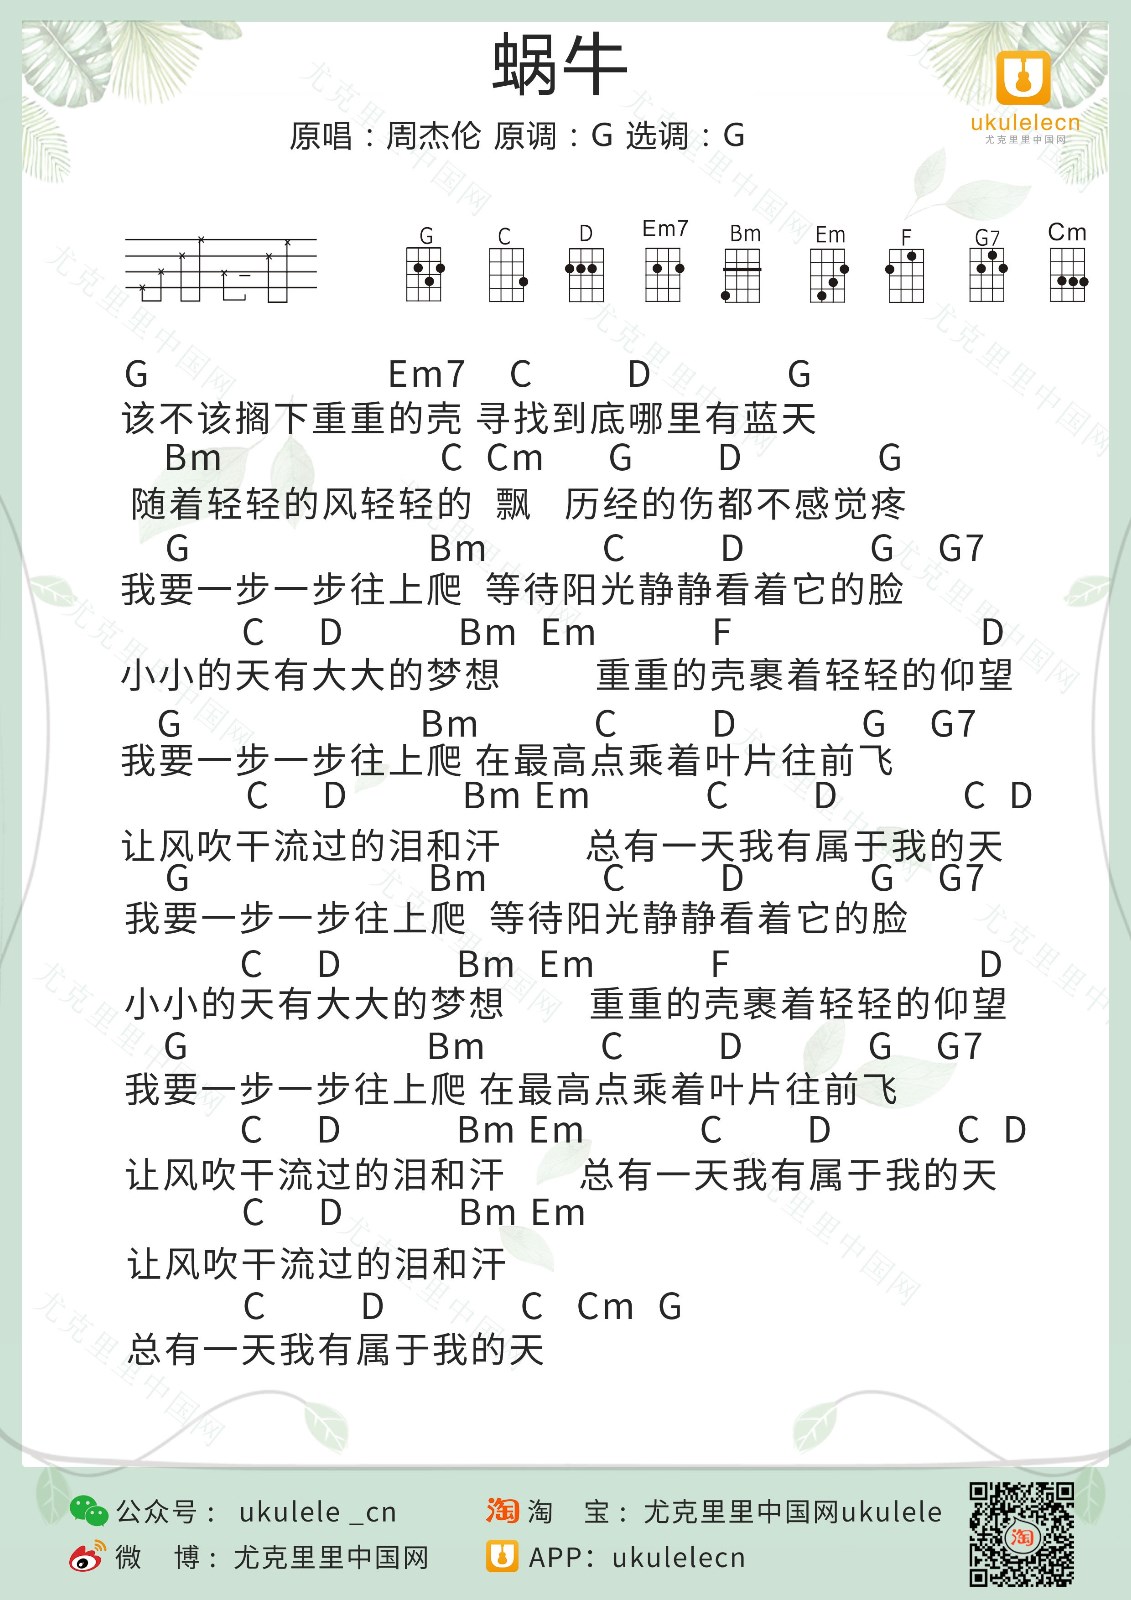 蜗牛
原唱：周杰伦 原调：G 选调：G
ukulelecn
尤克里里中国网
G C D Em7 Bm Em F G7 Cm
G Em7 C D G
该不该搁下重重的壳 寻找到底哪里有蓝天
Bm C Cm G D G
随着轻轻的风轻轻的 飘 历经的伤都不感觉疼
G Bm C D G G7
我要一步一步往上爬 等待阳光静静看着它的脸
C D Bm Em F D
小小的天有大大的梦想 重重的壳裹着轻轻的仰望
G Bm C D G G7
我要一步一步往上爬 在最高点乘着叶片往前飞
C D Bm Em C D C D
让风吹干流过的泪和汗 总有一天我有属于我的天
G Bm C D G G7
我要一步一步往上爬 等待阳光静静看着它的脸
C D Bm Em F D
小小的天有大大的梦想 重重的壳裹着轻轻的仰望
G Bm C D G G7
我要一步一步往上爬 在最高点乘着叶片往前飞
C D Bm Em C D C D
让风吹干流过的泪和汗 总有一天我有属于我的天
C D Bm Em
让风吹干流过的泪和汗
C D C Cm G
总有一天我有属于我的天
公众号： ukulele _cn 淘 淘 宝：尤克里里中国网ukulele
微 博：尤克里里中国网 APP：ukulelecn
淘